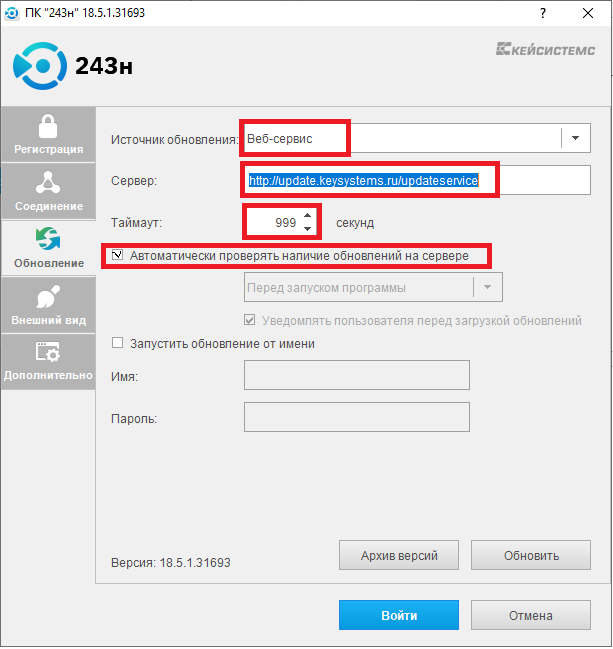 ПК "243н" 18.5.1.31693
?
243н
КЕЙСИСТЕМС
Регистрация
Соединение
Обновление
Внешний вид
Дополнительно
Источник обновления: Веб-сервис
Сервер: http://update.keysystems.ru/updateservice
Таймаут: 999 секунд
Автоматически проверять наличие обновлений на сервере
Перед запуском программы
Уведомлять пользователя перед загрузкой обновлений
Запустить обновление от имени
Имя:
Пароль:
Версия: 18.5.1.31693
Архив версий
Обновить
Войти
Отмена